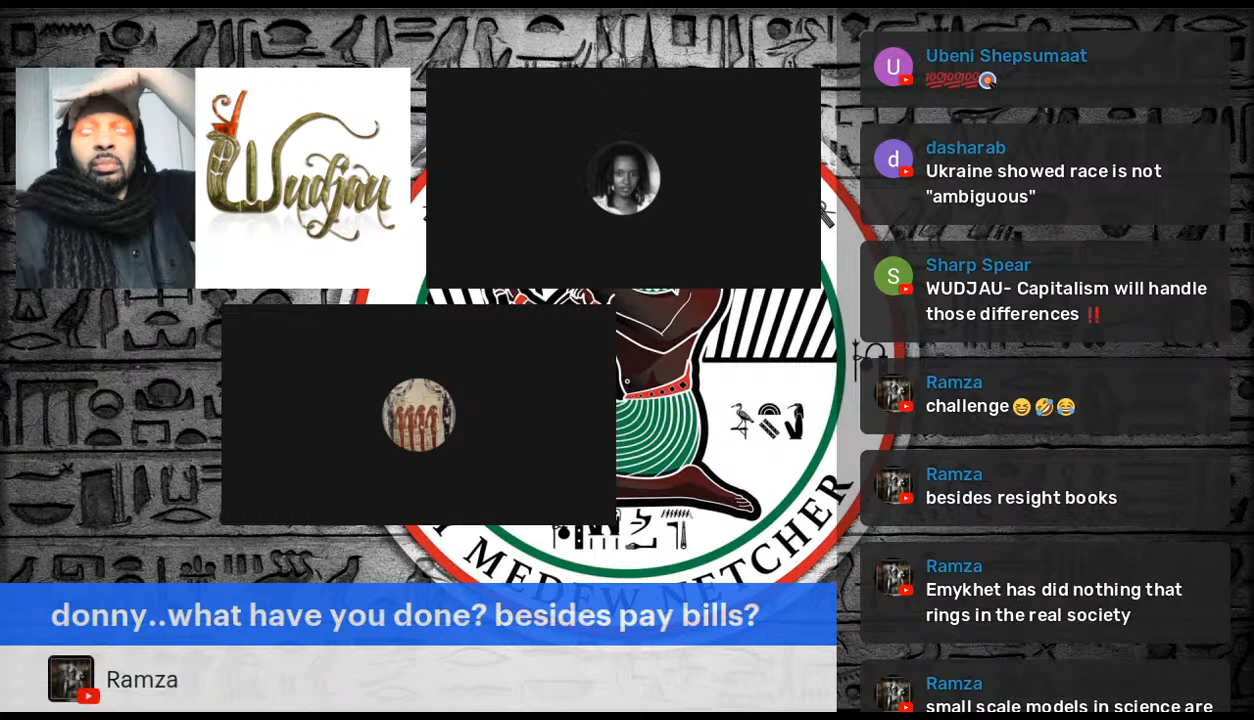 Wudjau
MEDEW NETCHER
donny..what have you done? besides pay bills?
Ramza
U
Ubeni Shepsumaat
💯💯💯🎯
d
dasharab
Ukraine showed race is not
"ambiguous"
S
Sharp Spear
WUDJAU- Capitalism will handle
those differences ‼️
Ramza
challenge 😆🤣😂
Ramza
besides resight books
Ramza
Emykhet has did nothing that
rings in the real society
Ramza
small scale models in science are